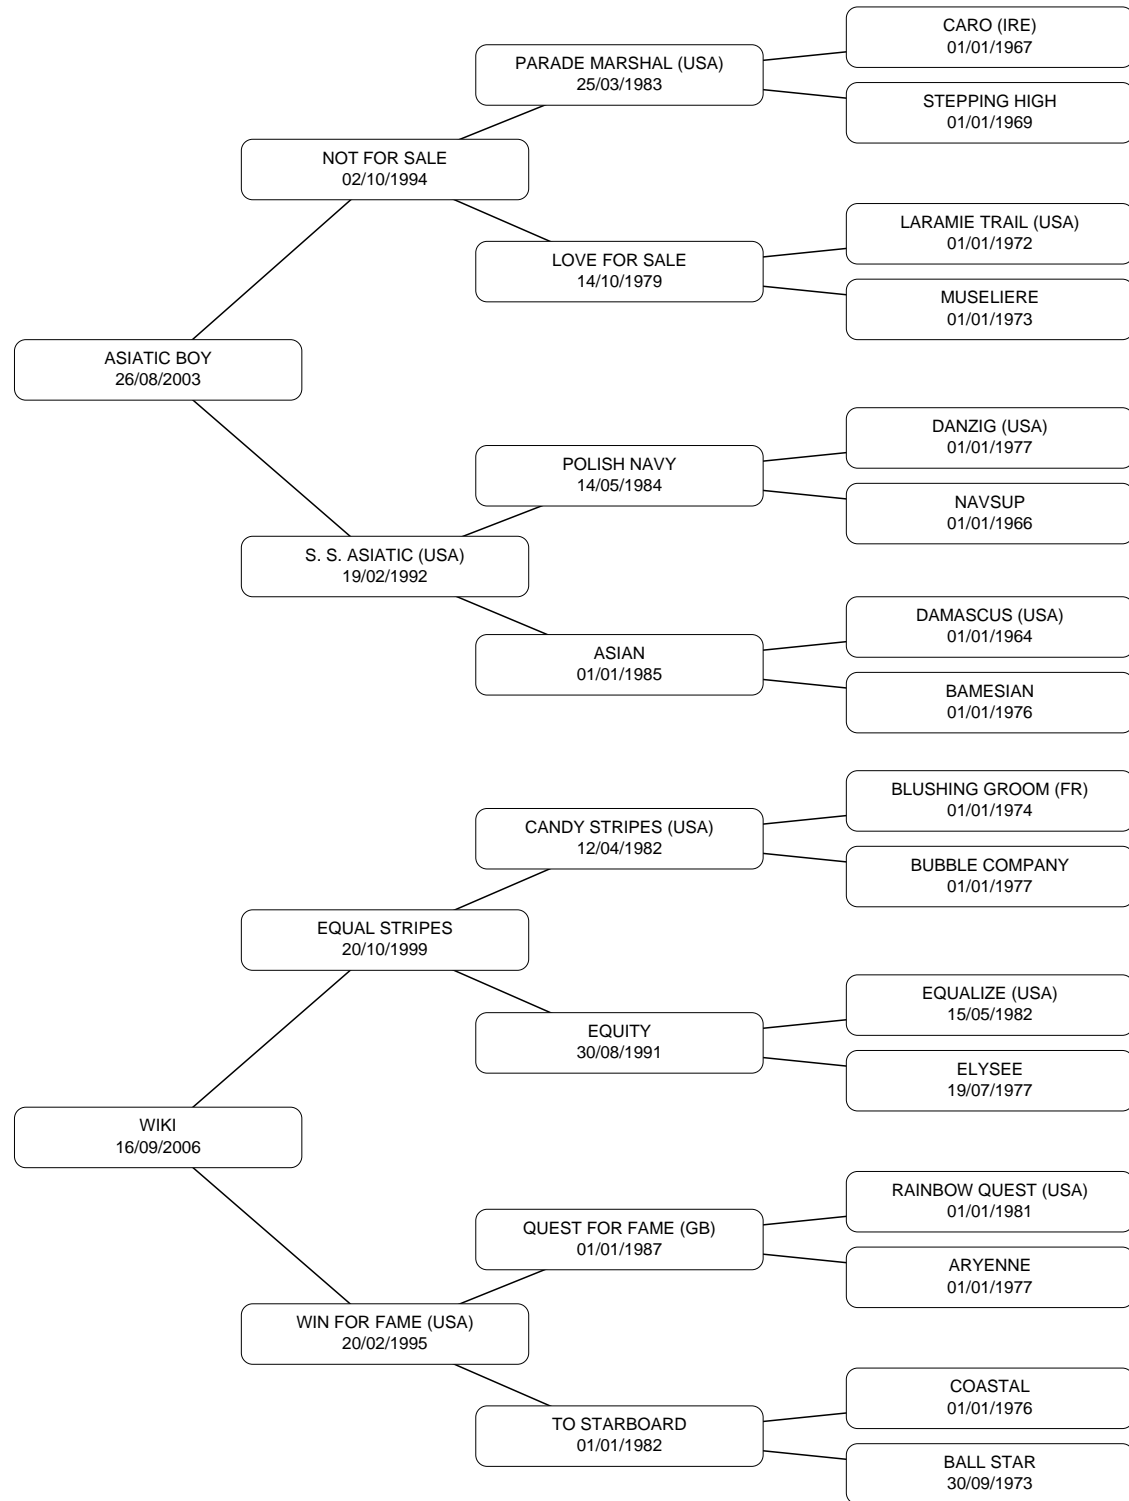 CARO (IRE)
01/01/1967
PARADE MARSHAL (USA)
25/03/1983
STEPPING HIGH
01/01/1969
NOT FOR SALE
02/10/1994
LARAMIE TRAIL (USA)
01/01/1972
LOVE FOR SALE
14/10/1979
MUSELIERE
01/01/1973
ASIATIC BOY
26/08/2003
DANZIG (USA)
01/01/1977
POLISH NAVY
14/05/1984
NAVSUP
01/01/1966
S. S. ASIATIC (USA)
19/02/1992
DAMASCUS (USA)
01/01/1964
ASIAN
01/01/1985
BAMESIAN
01/01/1976
BLUSHING GROOM (FR)
01/01/1974
CANDY STRIPES (USA)
12/04/1982
BUBBLE COMPANY
01/01/1977
EQUAL STRIPES
20/10/1999
EQUALIZE (USA)
15/05/1982
EQUITY
30/08/1991
ELYSEE
19/07/1977
WIKI
16/09/2006
RAINBOW QUEST (USA)
01/01/1981
QUEST FOR FAME (GB)
01/01/1987
ARYENNE
01/01/1977
WIN FOR FAME (USA)
20/02/1995
COASTAL
01/01/1976
TO STARBOARD
01/01/1982
BALL STAR
30/09/1973